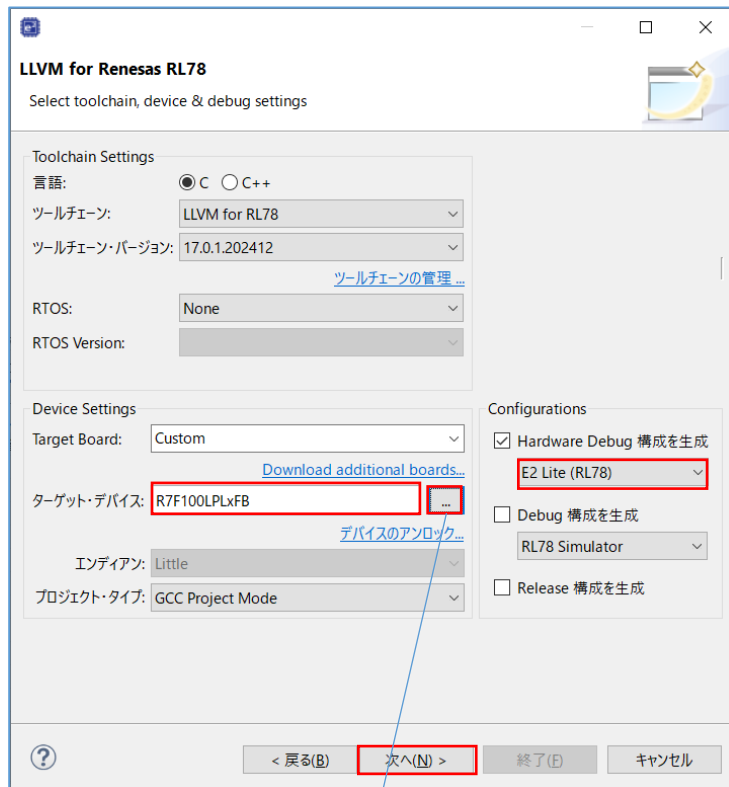 LLVM for Renesas RL78
Select toolchain, device & debug settings
Toolchain Settings
言語: C C++
ツールチェーン: LLVM for RL78
ツールチェーン・バージョン: 17.0.1.202412
ツールチェーンの管理 ...
RTOS: None
RTOS Version:
Device Settings
Target Board: Custom
Download additional boards...
ターゲット・デバイス: R7F100LPLxFB ...
デバイスのアンロック...
エンディアン: Little
プロジェクト・タイプ: GCC Project Mode
Configurations
Hardware Debug 構成を生成
E2 Lite (RL78)
Debug 構成を生成
RL78 Simulator
Release 構成を生成
? < 戻る(B) 次へ(N) > 終了(F) キャンセル